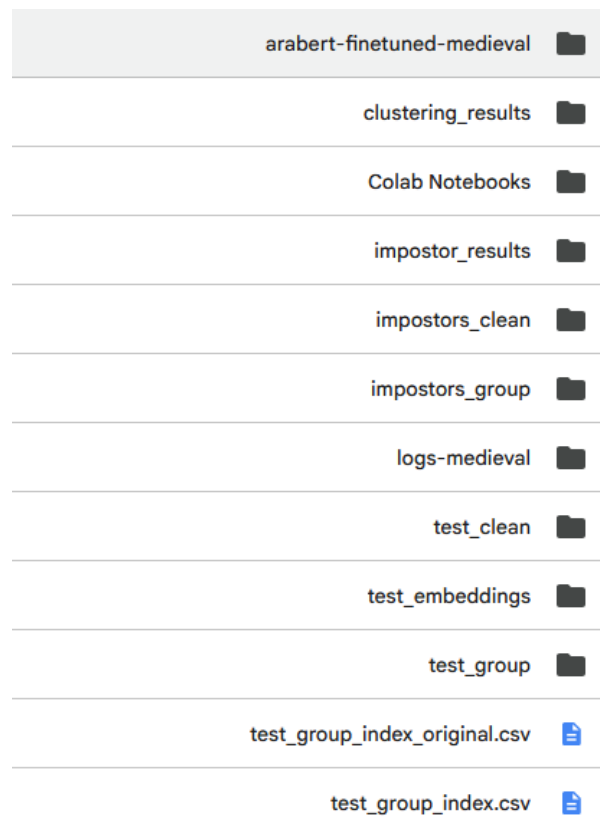 arabert-finetuned-medieval
clustering_results
Colab Notebooks
impostor_results
impostors_clean
impostors_group
logs-medieval
test_clean
test_embeddings
test_group
test_group_index_original.csv
test_group_index.csv